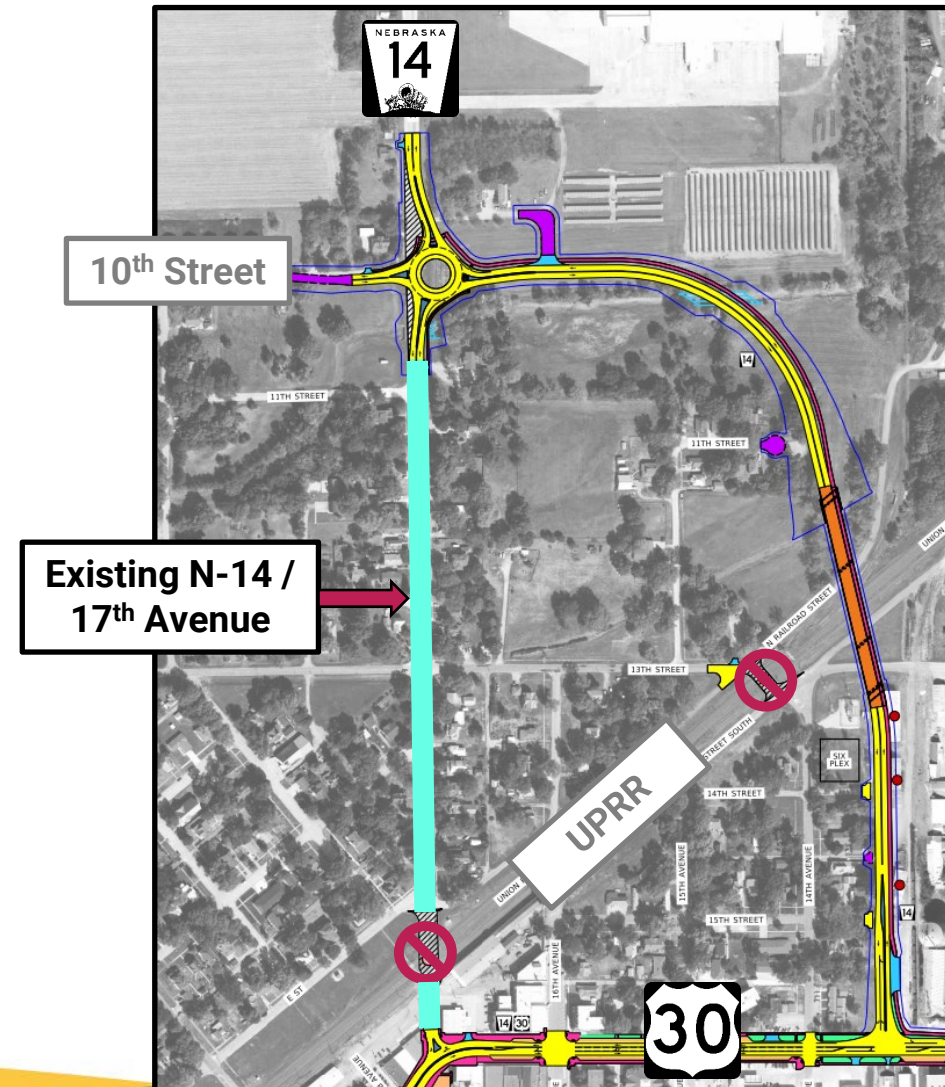 NEBRASKA
14
10th Street
14
11TH STREET
11TH STREET
UNION
Existing N-14 /
17th Avenue
N RAILROAD STREET
13TH STREET
STREET SOUTH
SIX
PLEX
UPRR
14TH STREET
15TH AVENUE
14TH AVENUE
UNION
15TH STREET
14
16TH AVENUE
E ST
14 30
30